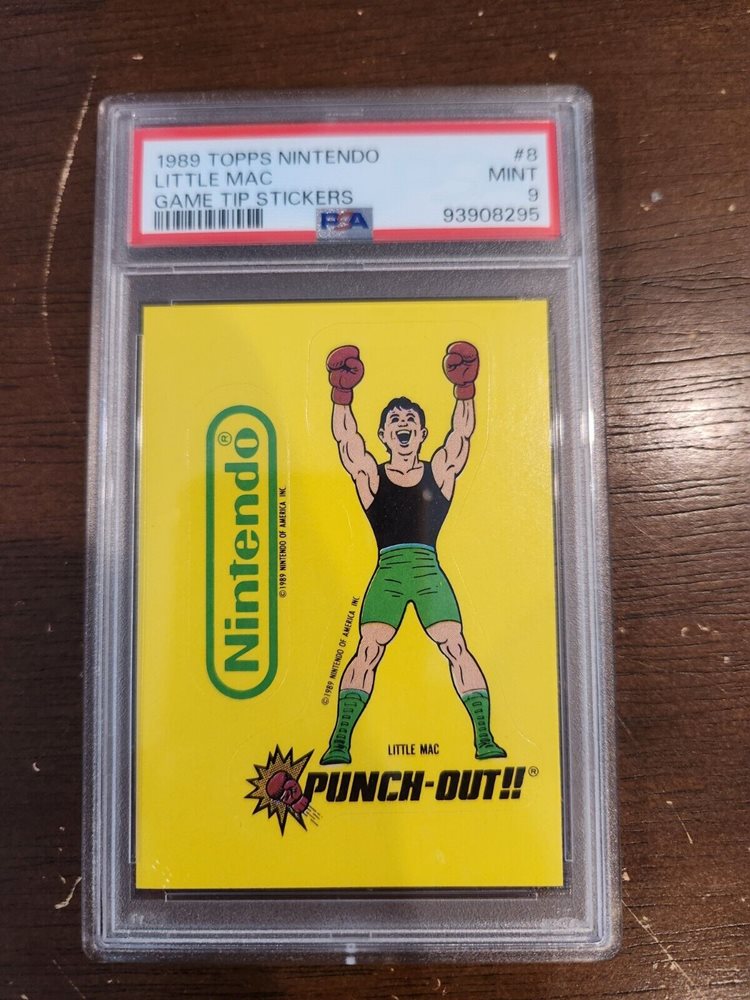 1989 TOPPS NINTENDO #8
LITTLE MAC MINT
GAME TIP STICKERS 9
PSA 93908295
Nintendo®
©1989 NINTENDO OF AMERICA INC
©1989 NINTENDO OF AMERICA INC
LITTLE MAC
PUNCH-OUT!!®